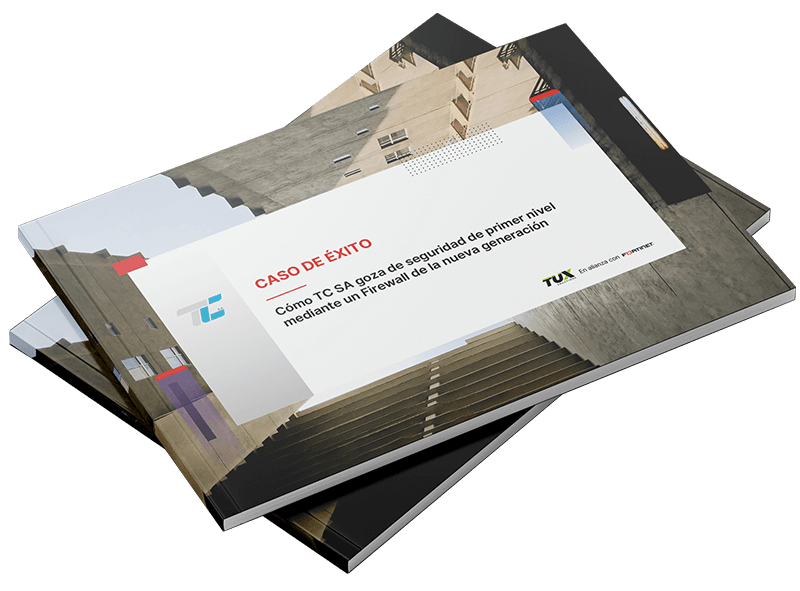 CASO DE ÉXITO
Cómo TC SA goza de seguridad de primer nivel
mediante un Firewall de la nueva generación
TC
TUX
En alianza con
FORTINET